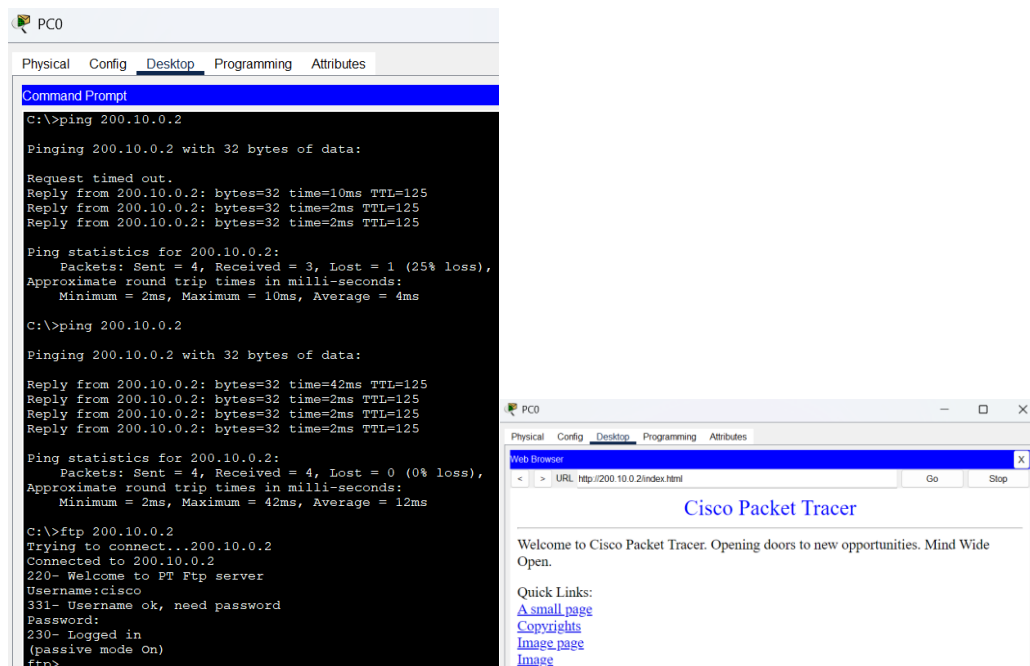 PC0
Physical Config Desktop Programming Attributes
Command Prompt
C:\>ping 200.10.0.2
Pinging 200.10.0.2 with 32 bytes of data:
Request timed out.
Reply from 200.10.0.2: bytes=32 time=10ms TTL=125
Reply from 200.10.0.2: bytes=32 time=2ms TTL=125
Reply from 200.10.0.2: bytes=32 time=2ms TTL=125
Ping statistics for 200.10.0.2:
Packets: Sent = 4, Received = 3, Lost = 1 (25% loss),
Approximate round trip times in milli-seconds:
Minimum = 2ms, Maximum = 10ms, Average = 4ms
C:\>ping 200.10.0.2
Pinging 200.10.0.2 with 32 bytes of data:
Reply from 200.10.0.2: bytes=32 time=42ms TTL=125
Reply from 200.10.0.2: bytes=32 time=2ms TTL=125
Reply from 200.10.0.2: bytes=32 time=2ms TTL=125
Reply from 200.10.0.2: bytes=32 time=2ms TTL=125
Ping statistics for 200.10.0.2:
Packets: Sent = 4, Received = 4, Lost = 0 (0% loss),
Approximate round trip times in milli-seconds:
Minimum = 2ms, Maximum = 42ms, Average = 12ms
C:\>ftp 200.10.0.2
Trying to connect...200.10.0.2
Connected to 200.10.0.2
220- Welcome to PT Ftp server
Username:cisco
331- Username ok, need password
Password:
230- Logged in
(passive mode On)
ftp>
PC0
Physical Config Desktop Programming Attributes
Web Browser X
< > URL http://200.10.0.2/index.html Go Stop
Cisco Packet Tracer
Welcome to Cisco Packet Tracer. Opening doors to new opportunities. Mind Wide
Open.
Quick Links:
A small page
Copyrights
Image page
Image